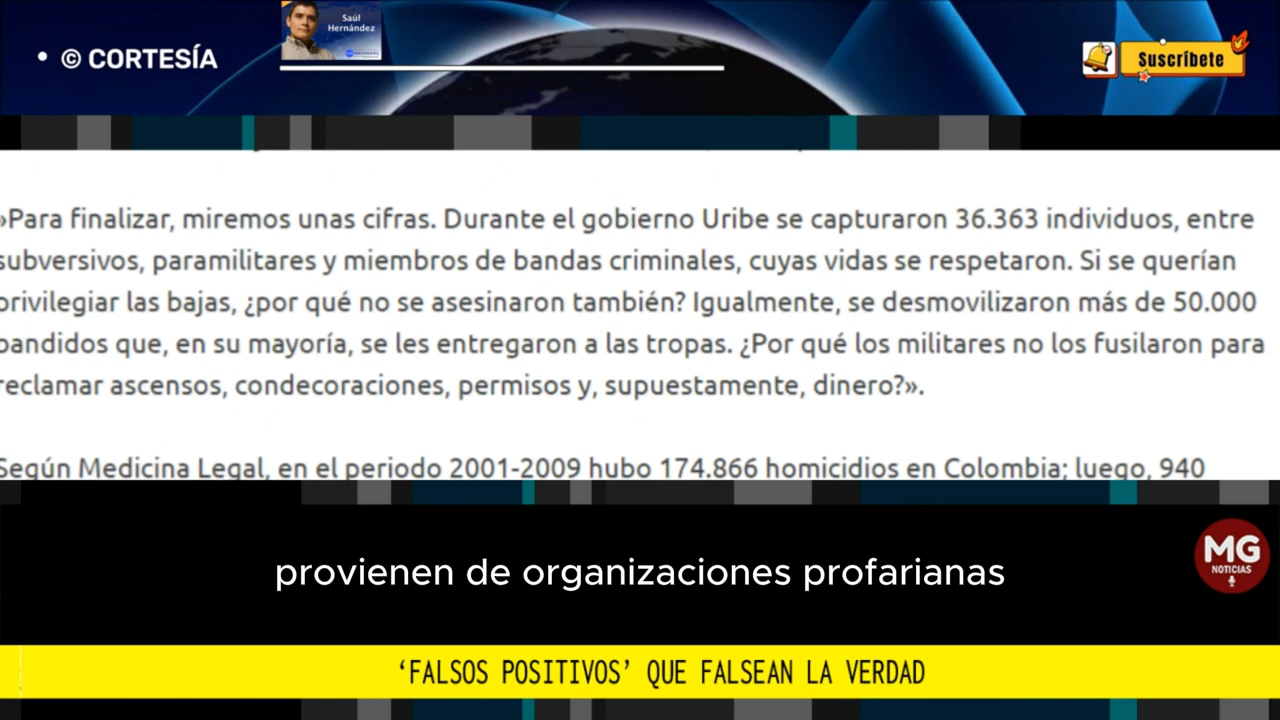 • © CORTESÍA
Saúl
Hernández
Suscríbete
»Para finalizar, miremos unas cifras. Durante el gobierno Uribe se capturaron 36.363 individuos, entre
subversivos, paramilitares y miembros de bandas criminales, cuyas vidas se respetaron. Si se querían
privilegiar las bajas, ¿por qué no se asesinaron también? Igualmente, se desmovilizaron más de 50.000
bandidos que, en su mayoría, se les entregaron a las tropas. ¿Por qué los militares no los fusilaron para
reclamar ascensos, condecoraciones, permisos y, supuestamente, dinero?».
Según Medicina Legal, en el periodo 2001-2009 hubo 174.866 homicidios en Colombia; luego, 940
provienen de organizaciones profarianas
MG
NOTICIAS
‘FALSOS POSITIVOS’ QUE FALSEAN LA VERDAD